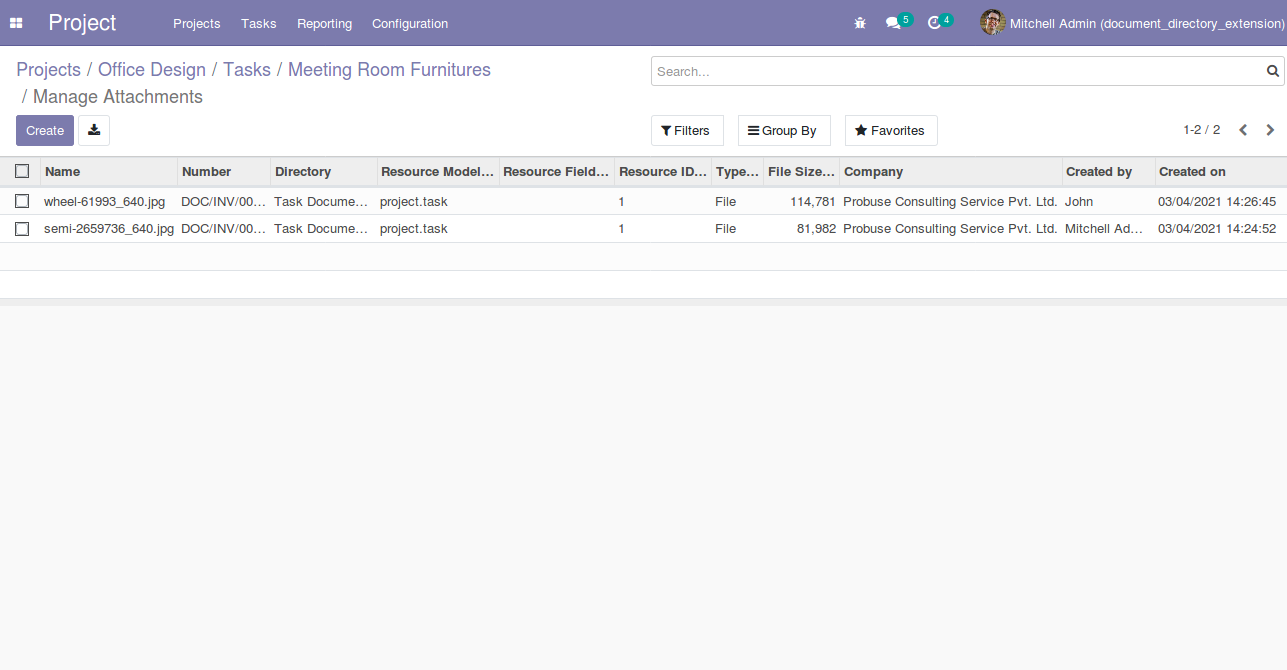 Project Projects Tasks Reporting Configuration 5 4 Mitchell Admin (document_directory_extension)
Projects / Office Design / Tasks / Meeting Room Furnitures
/ Manage Attachments
Search...
Create Filters Group By Favorites 1-2 / 2
Name Number Directory Resource Model... Resource Field... Resource ID... Type... File Size... Company Created by Created on
wheel-61993_640.jpg DOC/INV/00... Task Docume... project.task 1 File 114,781 Probuse Consulting Service Pvt. Ltd. John 03/04/2021 14:26:45
semi-2659736_640.jpg DOC/INV/00... Task Docume... project.task 1 File 81,982 Probuse Consulting Service Pvt. Ltd. Mitchell Ad... 03/04/2021 14:24:52